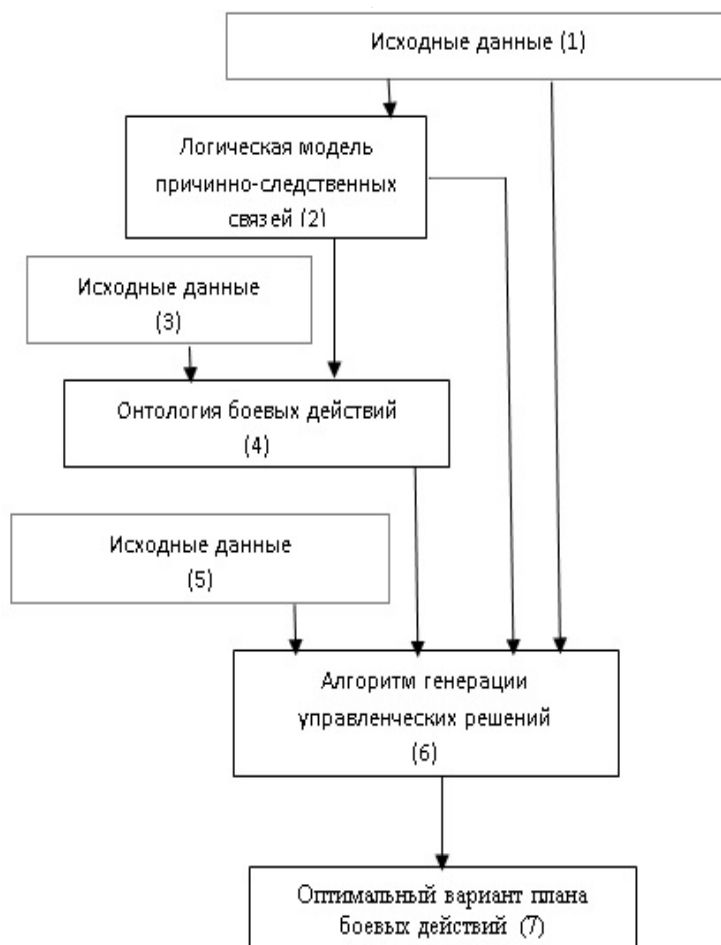 Исходные данные (1)
Логическая модель
причинно-следственных
связей (2)
Исходные данные
(3)
Онтология боевых действий
(4)
Исходные данные
(5)
Алгоритм генерации
управленческих решений
(6)
Оптимальный вариант плана
боевых действий (7)